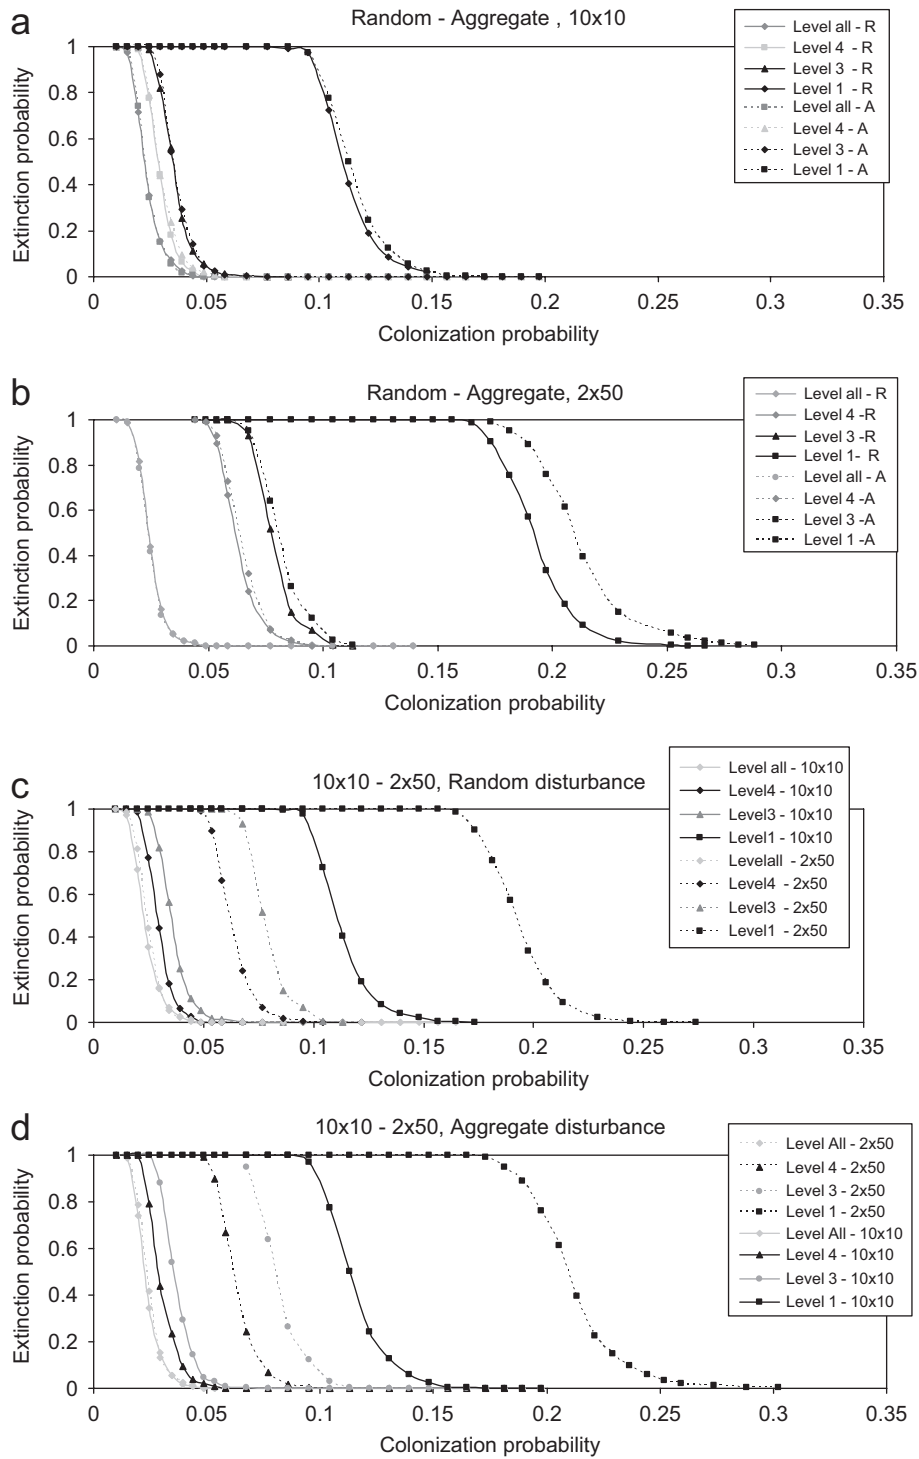 a
Random - Aggregate , 10x10
Level all - R
Level 4 - R
Level 3 - R
Level 1 - R
Level all - A
Level 4 - A
Level 3 - A
Level 1 - A
Extinction probability
1
0.8
0.6
0.4
0.2
0
0 0.05 0.1 0.15 0.2 0.25 0.3 0.35
Colonization probability
b
Random - Aggregate, 2x50
Level all - R
Level 4 -R
Level 3 -R
Level 1- R
Level all - A
Level 4 -A
Level 3 -A
Level 1 -A
Extinction probability
1
0.8
0.6
0.4
0.2
0
0 0.05 0.1 0.15 0.2 0.25 0.3 0.35
Colonization probability
c
10x10 - 2x50, Random disturbance
Level all - 10x10
Level4 - 10x10
Level3 - 10x10
Level1 - 10x10
Levelall - 2x50
Level4 - 2x50
Level3 - 2x50
Level1 - 2x50
Extinction probability
1
0.8
0.6
0.4
0.2
0
0 0.05 0.1 0.15 0.2 0.25 0.3 0.35
Colonization probability
d
10x10 - 2x50, Aggregate disturbance
Level All - 2x50
Level 4 - 2x50
Level 3 - 2x50
Level 1 - 2x50
Level All - 10x10
Level 4 - 10x10
Level 3 - 10x10
Level 1 - 10x10
Extinction probability
1
0.8
0.6
0.4
0.2
0
0 0.05 0.1 0.15 0.2 0.25 0.3 0.35
Colonization probability